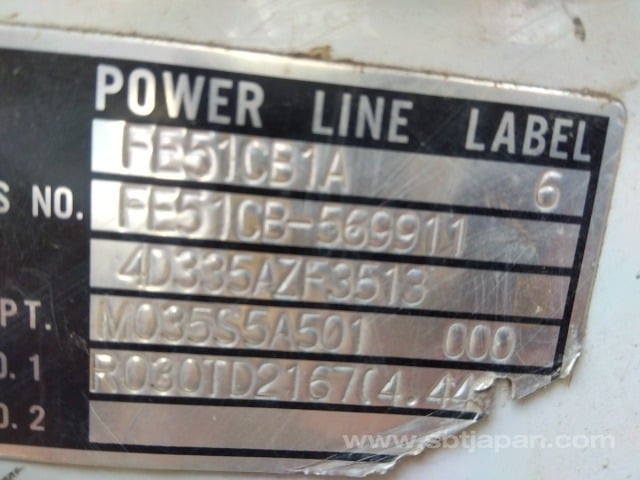 POWER LINE LABEL
FE51CB1A 6
S NO. FE51CB-569911
4D335AZF3513
PT. M035S5A501 000
O. 1 R030TD2167(4.44
O. 2
www.sbtjapan.com